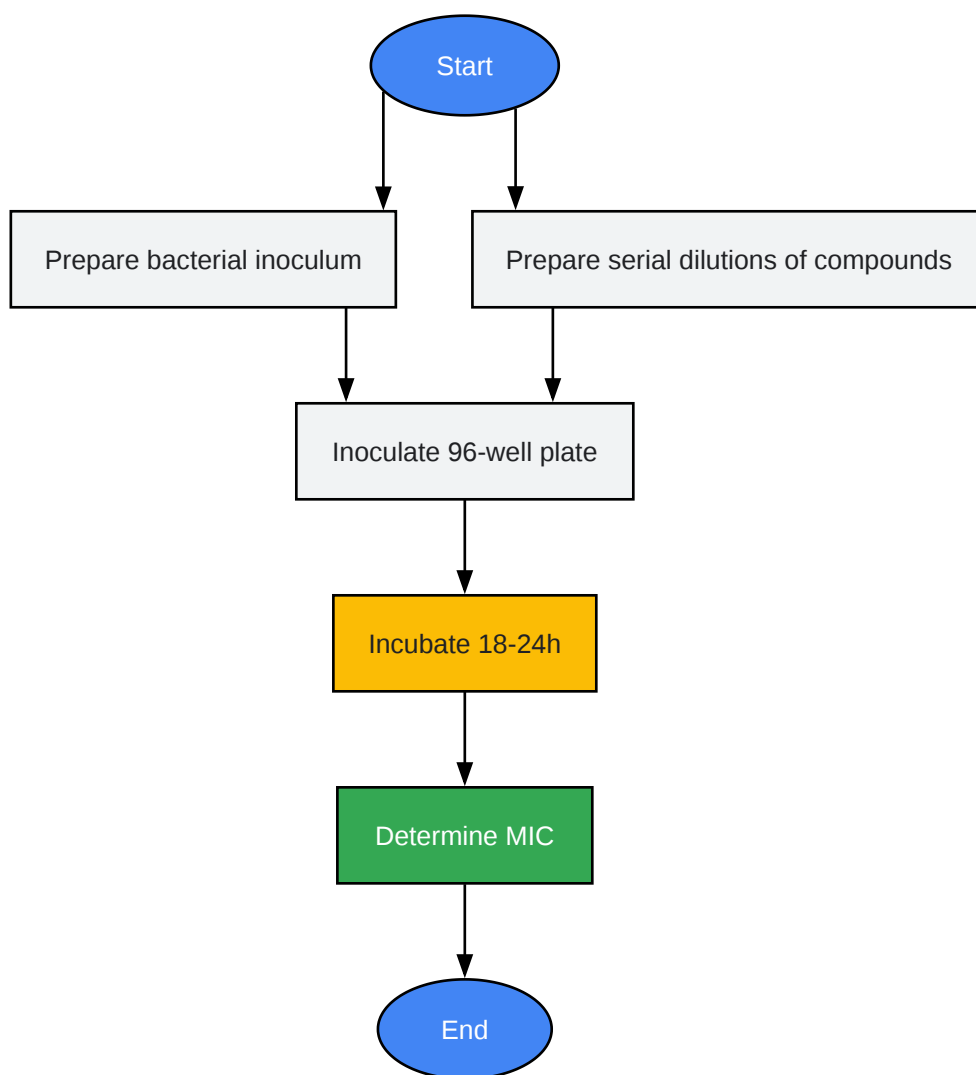 Start
Prepare bacterial inoculum
Prepare serial dilutions of compounds
Inoculate 96-well plate
Incubate 18-24h
Determine MIC
End